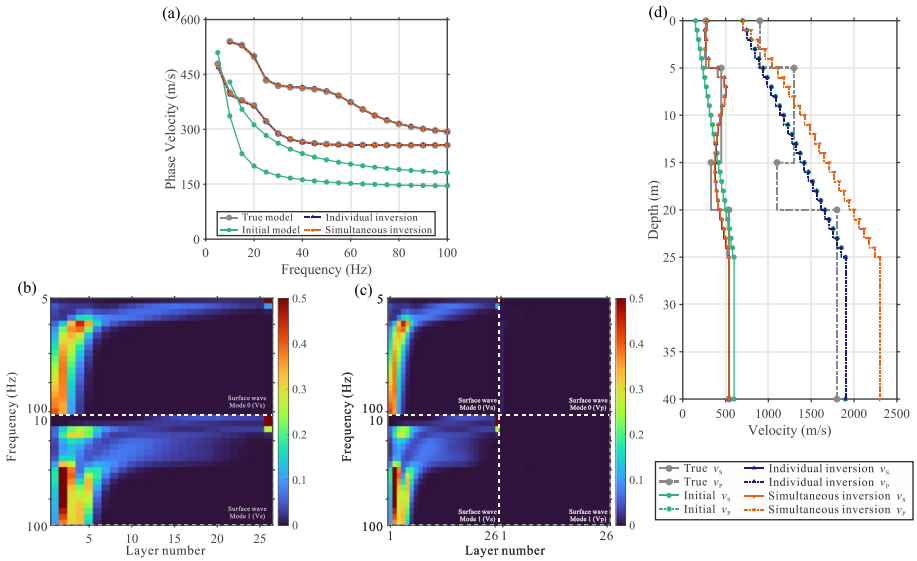 (a)
600
450
300
150
0
Phase Velocity (m/s)
True model
Initial model
Individual inversion
Simultaneous inversion
0
20
40
60
80
100
Frequency (Hz)
(b)
5
100
10
100
Frequency (Hz)
Surface wave
Mode 0 (Vs)
Surface wave
Mode 1 (Vs)
5
10
15
20
25
Layer number
0.5
0.4
0.3
0.2
0.1
0
(c)
5
100
10
100
Frequency (Hz)
Surface wave
Mode 0 (Vs)
Surface wave
Mode 0 (Vp)
Surface wave
Mode 1 (Vs)
Surface wave
Mode 1 (Vp)
1
26
1
26
Layer number
0.5
0.4
0.3
0.2
0.1
0
(d)
0
5
10
15
20
25
30
35
40
Depth (m)
0
500
1000
1500
2000
2500
Velocity (m/s)
True vS
True vP
Initial vS
Initial vP
Individual inversion vS
Individual inversion vP
Simultaneous inversion vS
Simultaneous inversion vP